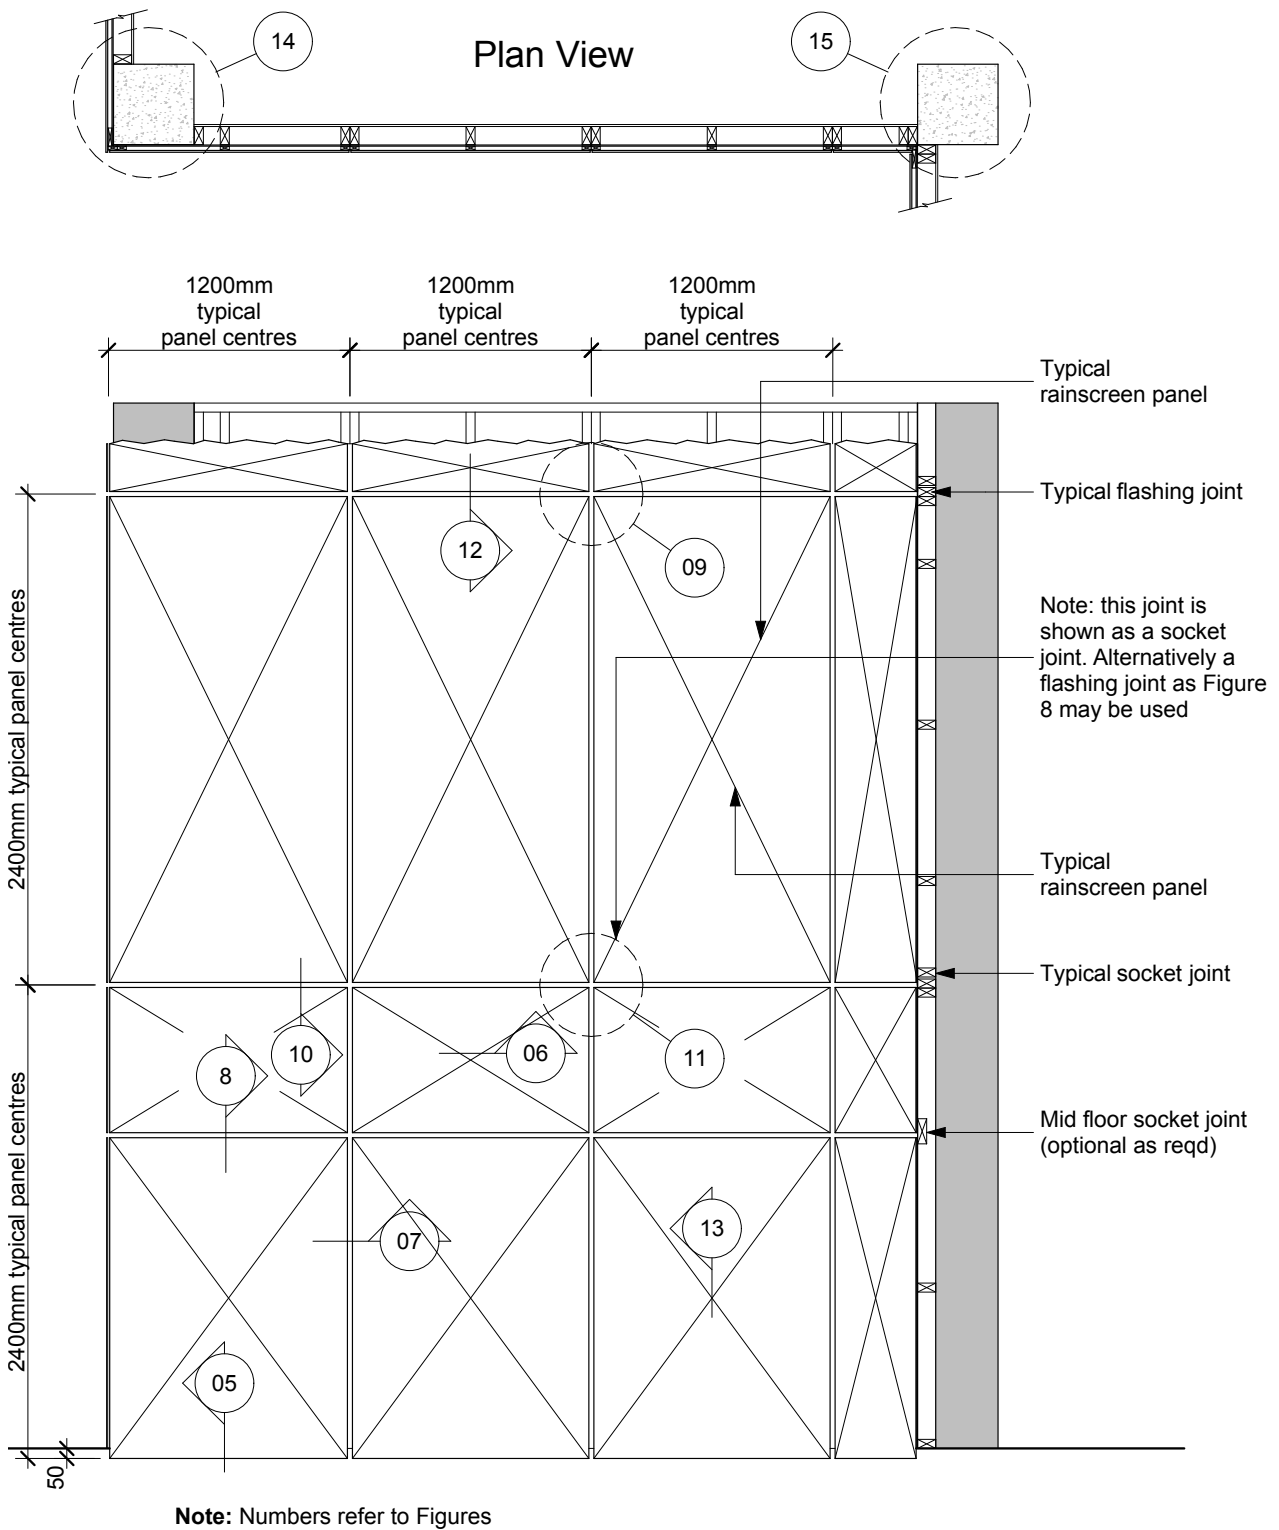 14
Plan View
15
1200mm
typical
panel centres
1200mm
typical
panel centres
1200mm
typical
panel centres
Typical
rainscreen panel
Typical flashing joint
12
09
2400mm typical panel centres
Note: this joint is
shown as a socket
joint. Alternatively a
flashing joint as Figure
8 may be used
Typical
rainscreen panel
Typical socket joint
10
06
11
8
2400mm typical panel centres
Mid floor socket joint
(optional as reqd)
07
13
05
50
Note: Numbers refer to Figures